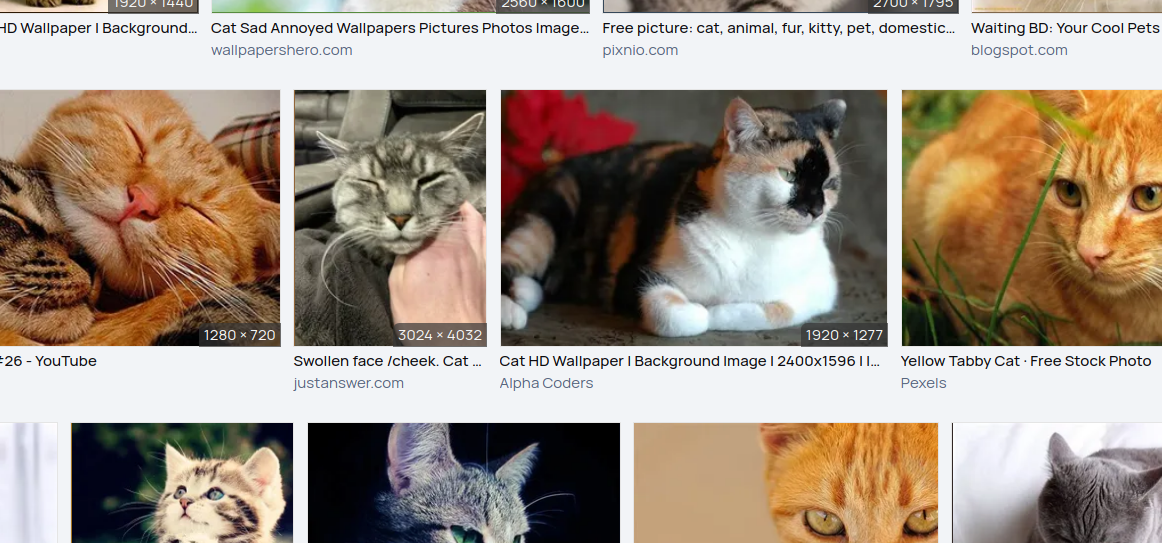 1920 × 1440
2560 × 1600
2700 × 1795
HD Wallpaper | Background...
Cat Sad Annoyed Wallpapers Pictures Photos Image...
Free picture: cat, animal, fur, kitty, pet, domestic...
Waiting BD: Your Cool Pets
wallpapershero.com
pixnio.com
blogspot.com
1280 × 720
3024 × 4032
1920 × 1277
#26 - YouTube
Swollen face /cheek. Cat ...
Cat HD Wallpaper | Background Image | 2400x1596 | I...
Yellow Tabby Cat · Free Stock Photo
justanswer.com
Alpha Coders
Pexels